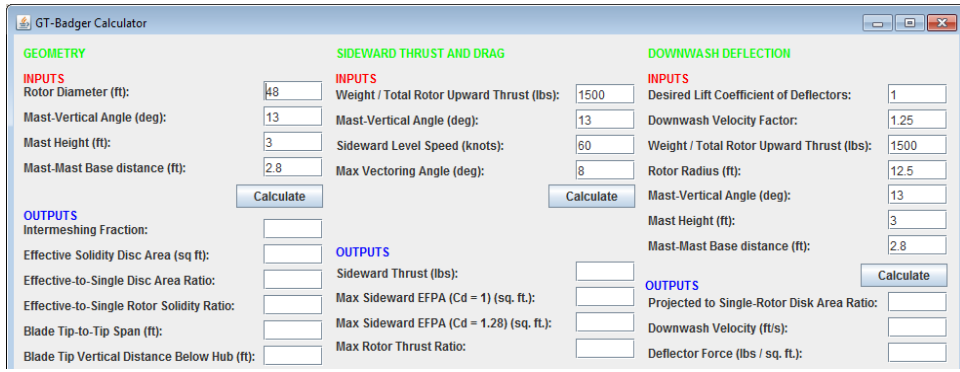 GT-Badger Calculator
GEOMETRY
INPUTS
Rotor Diameter (ft): 48
Mast-Vertical Angle (deg): 13
Mast Height (ft): 3
Mast-Mast Base distance (ft): 2.8
Calculate
OUTPUTS
Intermeshing Fraction:
Effective Solidity Disc Area (sq ft):
Effective-to-Single Disc Area Ratio:
Effective-to-Single Rotor Solidity Ratio:
Blade Tip-to-Tip Span (ft):
Blade Tip Vertical Distance Below Hub (ft):
SIDEWARD THRUST AND DRAG
INPUTS
Weight / Total Rotor Upward Thrust (lbs): 1500
Mast-Vertical Angle (deg): 13
Sideward Level Speed (knots): 60
Max Vectoring Angle (deg): 8
Calculate
OUTPUTS
Sideward Thrust (lbs):
Max Sideward EFPA (Cd = 1) (sq. ft.):
Max Sideward EFPA (Cd = 1.28) (sq. ft.):
Max Rotor Thrust Ratio:
DOWNWASH DEFLECTION
INPUTS
Desired Lift Coefficient of Deflectors: 1
Downwash Velocity Factor: 1.25
Weight / Total Rotor Upward Thrust (lbs): 1500
Rotor Radius (ft): 12.5
Mast-Vertical Angle (deg): 13
Mast Height (ft): 3
Mast-Mast Base distance (ft): 2.8
Calculate
OUTPUTS
Projected to Single-Rotor Disk Area Ratio:
Downwash Velocity (ft/s):
Deflector Force (lbs / sq. ft.):